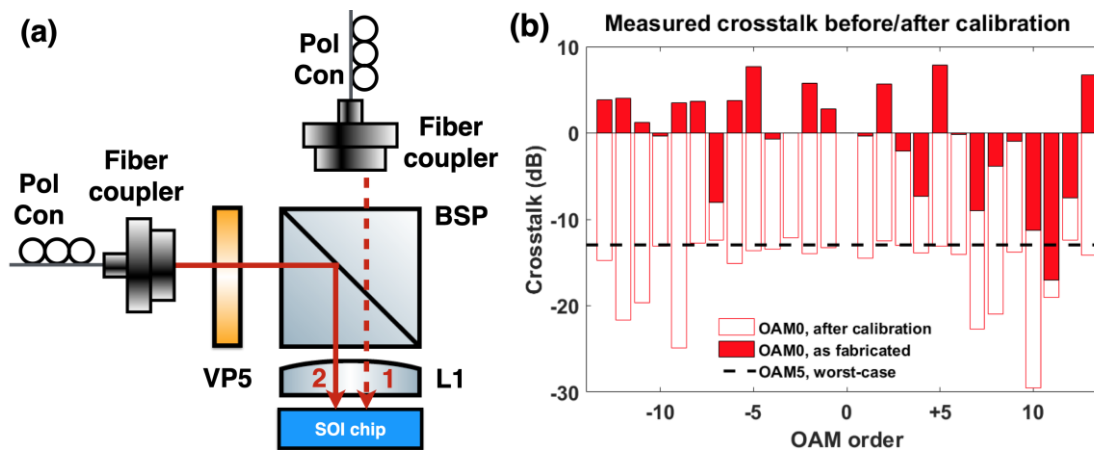 (a)
Pol
Con
Fiber
coupler
Fiber
coupler
Pol
Con
BSP
VP5
2
1
L1
SOI chip
(b)
Measured crosstalk before/after calibration
10
0
-10
-20
-30
Crosstalk (dB)
OAM0, after calibration
OAM0, as fabricated
OAM5, worst-case
-10
-5
0
+5
10
OAM order